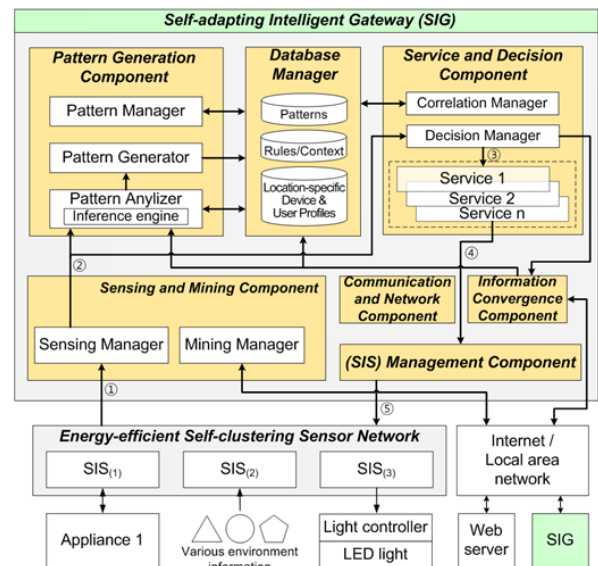 Self-adapting Intelligent Gateway (SIG)
Pattern Generation
Component
Pattern Manager
Pattern Generator
Pattern Anylizer
Inference engine
Database
Manager
Patterns
Rules/Context
Location-specific
Device &
User Profiles
Service and Decision
Component
Correlation Manager
Decision Manager
③
Service 1
Service 2
Service n
②
④
Sensing and Mining Component
Sensing Manager
Mining Manager
Communication
and Network
Component
Information
Convergence
Component
(SIS) Management Component
①
⑤
Energy-efficient Self-clustering Sensor Network
SIS(1)
SIS(2)
SIS(3)
Internet /
Local area
network
Appliance 1
Various environment
information
Light controller
LED light
Web
server
SIG